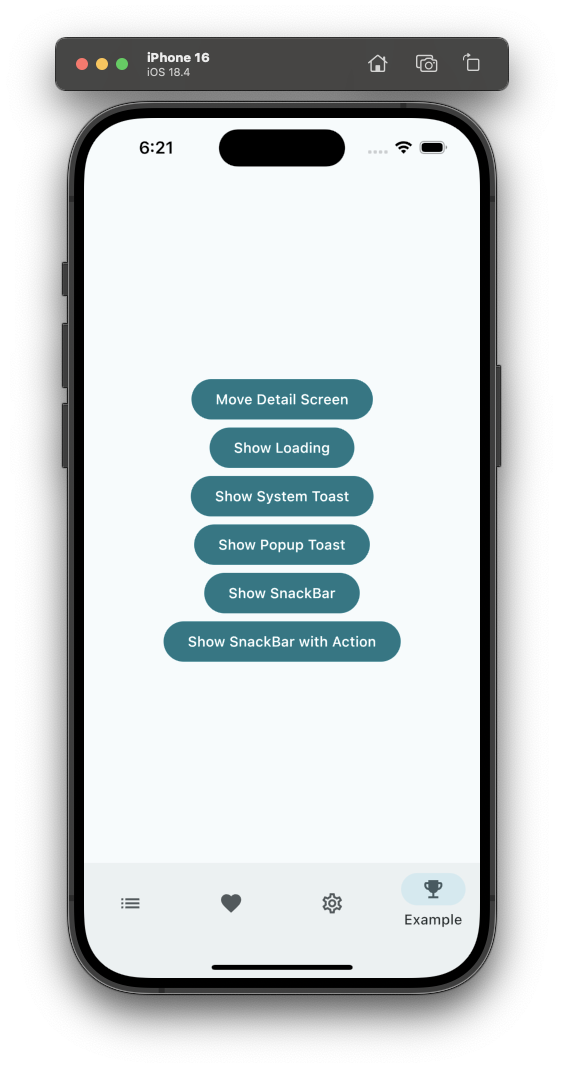 iPhone 16
iOS 18.4
6:21
Move Detail Screen
Show Loading
Show System Toast
Show Popup Toast
Show SnackBar
Show SnackBar with Action
Example